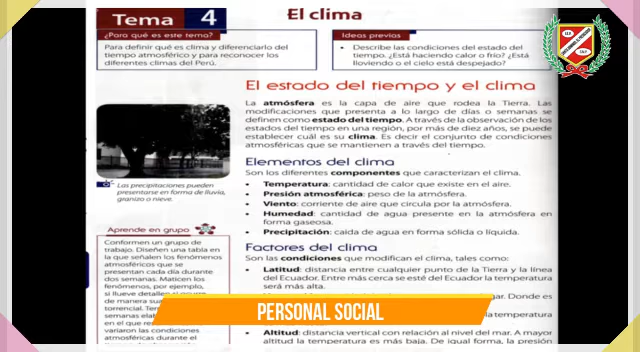 Tema 4
El clima
¿Para qué es este tema?
Para definir qué es clima y diferenciarlo del
tiempo atmosférico y para reconocer los
diferentes climas del Perú.
Ideas previas
• Describe las condiciones del estado del
tiempo. ¿Está haciendo calor o frío? ¿Está
lloviendo o el cielo está despejado?
El estado del tiempo y el clima
La atmósfera es la capa de aire que rodea la Tierra. Las
modificaciones que presenta a lo largo de días o semanas se
definen como estado del tiempo. A través de la observación de los
estados del tiempo en una región, por más de diez años, se puede
establecer cuál es su clima. Es decir el conjunto de condiciones
atmosféricas que se mantienen a través del tiempo.
Las precipitaciones pueden
presentarse en forma de lluvia,
granizo o nieve.
Elementos del clima
Son los diferentes componentes que caracterizan el clima.
• Temperatura: cantidad de calor que existe en el aire.
• Presión atmosférica: peso de la atmósfera.
• Viento: corriente de aire que circula por la atmósfera.
• Humedad: cantidad de agua presente en la atmósfera en
forma gaseosa.
• Precipitación: caída de agua en forma sólida o líquida.
Aprende en grupo
Conformen un grupo de
trabajo. Diseñen una tabla en
la que señalen los fenómenos
atmosféricos que se
presentan cada día durante
dos semanas. Maticen los
fenómenos, por ejemplo,
si llueve detallen si ocurre
de manera
torrencial.
semanas
en el que
variaron las condiciones
atmosféricas durante el
Factores del clima
Son las condiciones que modifican el clima, tales como:
• Latitud: distancia entre cualquier punto de la Tierra y la línea
del Ecuador. Entre más cerca se esté del Ecuador la temperatura
será más alta.
Donde es
la temperatura
• Altitud: distancia vertical con relación al nivel del mar. A mayor
altitud la temperatura es más baja. De igual forma, la presión
PERSONAL SOCIAL